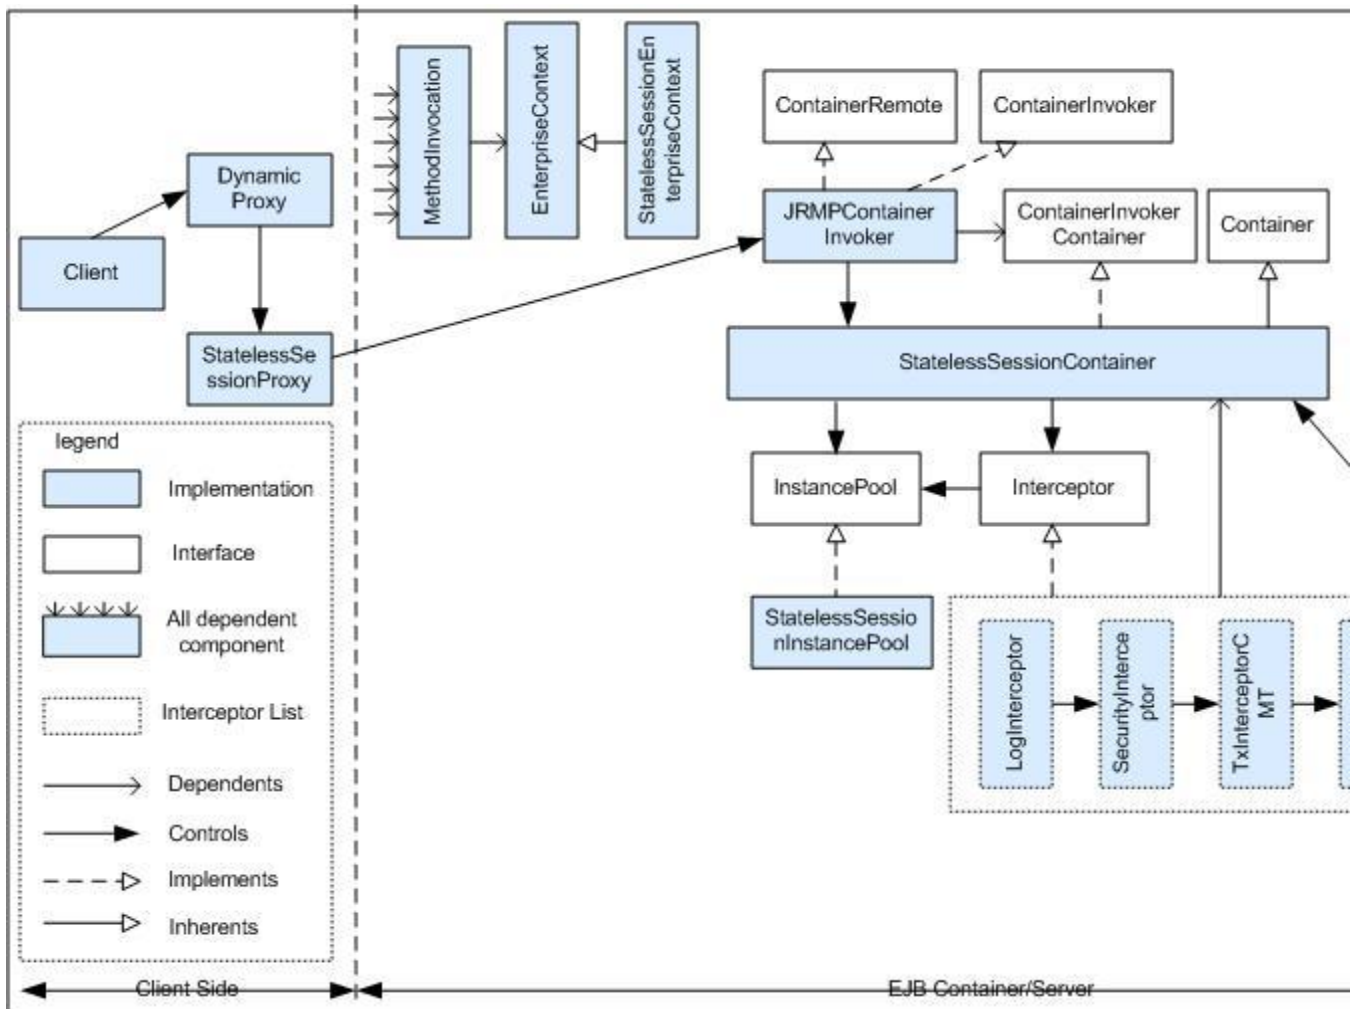 MethodInvocation
EnterpriseContext
StatelessSessionEn
terpriseContext
ContainerRemote
ContainerInvoker
Dynamic
Proxy
Client
StatelessSe
ssionProxy
JRMPContainer
Invoker
ContainerInvoker
Container
Container
StatelessSessionContainer
InstancePool
Interceptor
StatelessSessio
nInstancePool
LogInterceptor
SecurityInterce
ptor
TxInterceptorC
MT
legend
Implementation
Interface
All dependent
component
Interceptor List
Dependents
Controls
Implements
Inherents
Client Side
EJB Container/Server